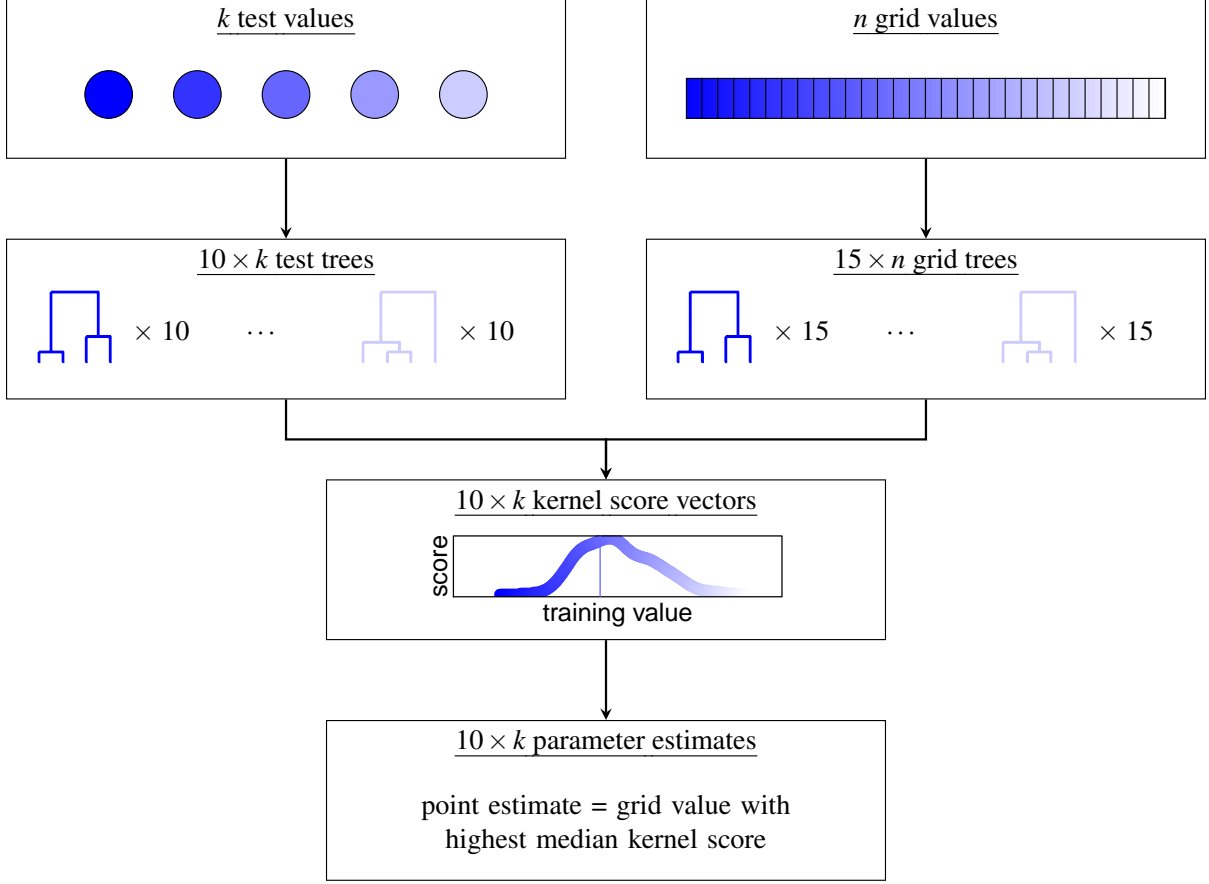 k test values
n grid values
10 × k test trees
× 10 ⋯ × 10
15 × n grid trees
× 15 ⋯ × 15
10 × k kernel score vectors
score
training value
10 × k parameter estimates
point estimate = grid value with
highest median kernel score